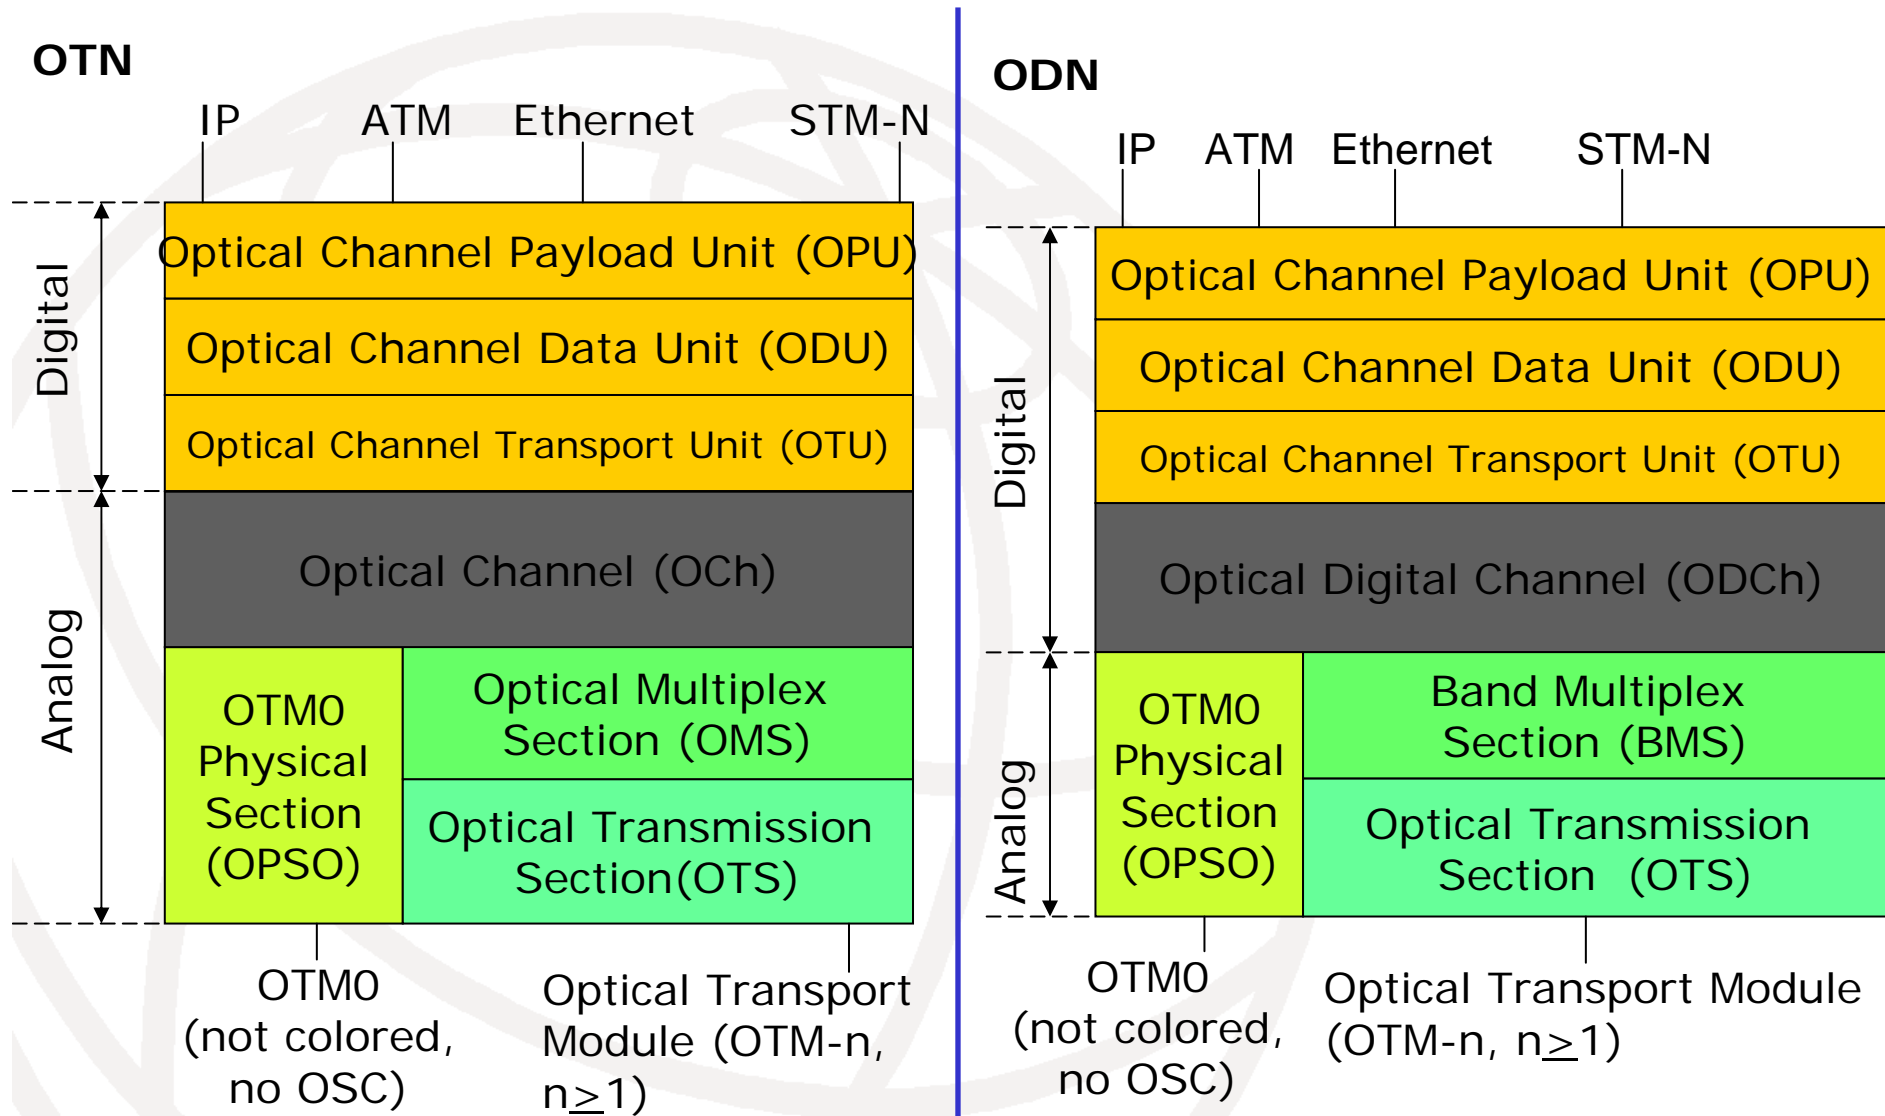 OTN
IP ATM Ethernet STM-N
Digital
Optical Channel Payload Unit (OPU)
Optical Channel Data Unit (ODU)
Optical Channel Transport Unit (OTU)
Analog
Optical Channel (OCh)
OTM0
Physical
Section
(OPSO)
Optical Multiplex
Section (OMS)
Optical Transmission
Section(OTS)
OTM0
(not colored,
no OSC)
Optical Transport
Module (OTM-n,
n≥1)
ODN
IP ATM Ethernet STM-N
Digital
Optical Channel Payload Unit (OPU)
Optical Channel Data Unit (ODU)
Optical Channel Transport Unit (OTU)
Optical Digital Channel (ODCh)
Analog
OTM0
Physical
Section
(OPSO)
Band Multiplex
Section (BMS)
Optical Transmission
Section (OTS)
OTM0
(not colored,
no OSC)
Optical Transport Module
(OTM-n, n≥1)